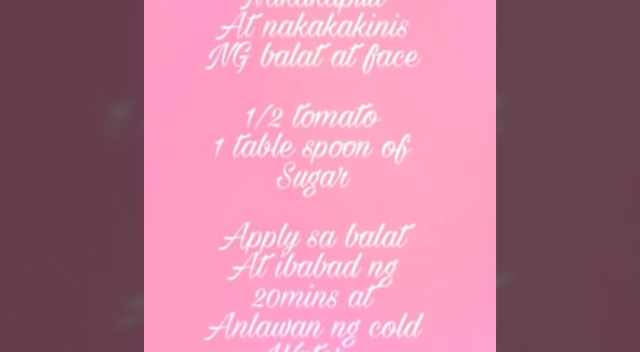 At nakakakinis
NG balat at face
1/2 tomato
1 table spoon of
Sugar
Apply sa balat
At ibabad ng
20mins at
Anlawan ng cold